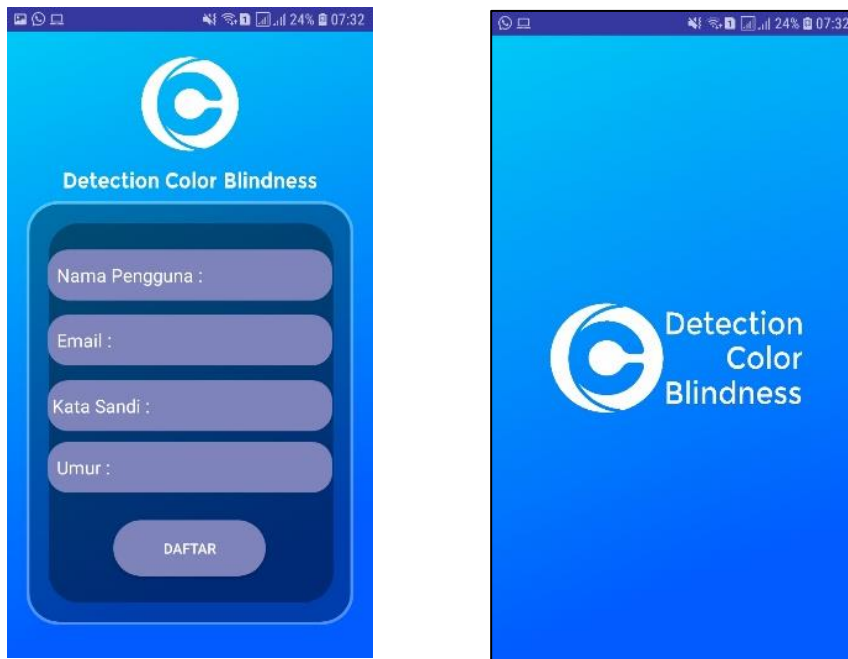 24% 07:32
Detection Color Blindness
Nama Pengguna :
Email :
Kata Sandi :
Umur :
DAFTAR
24% 07:32
Detection
Color
Blindness